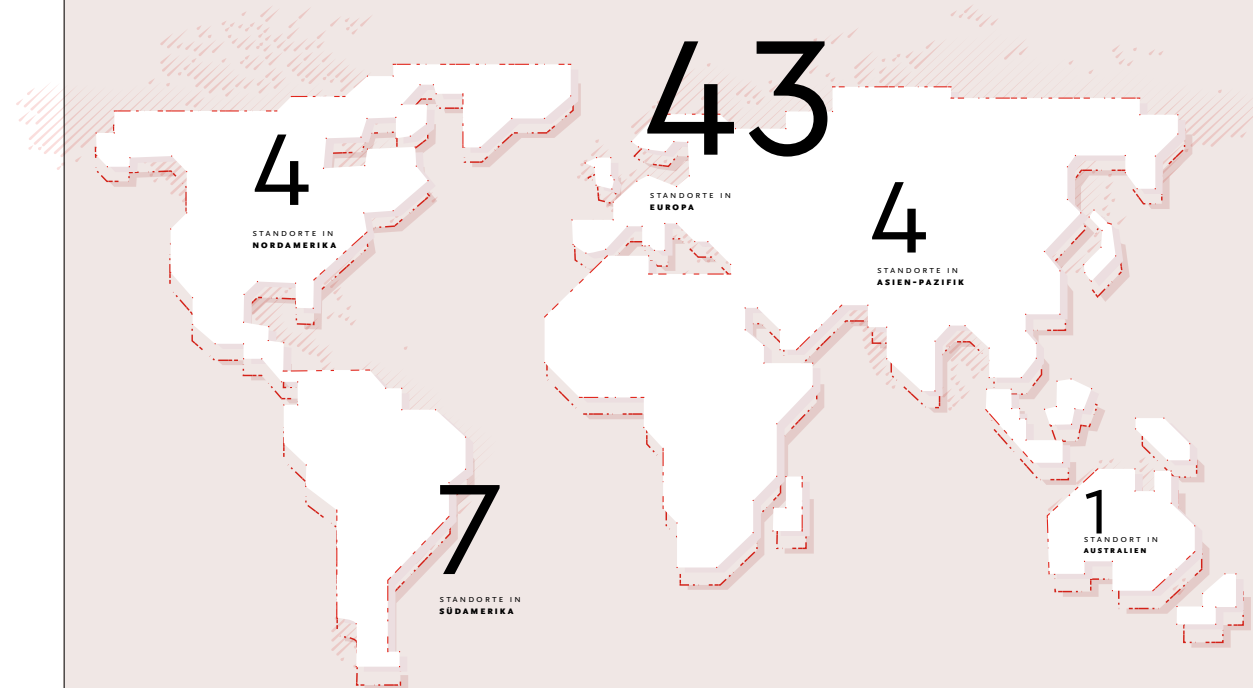 43
STANDORTE IN
EUROPA
4
STANDORTE IN
NORDAMERIKA
4
STANDORTE IN
ASIEN-PAZIFIK
7
STANDORTE IN
SÜDAMERIKA
1
STANDORT IN
AUSTRALIEN